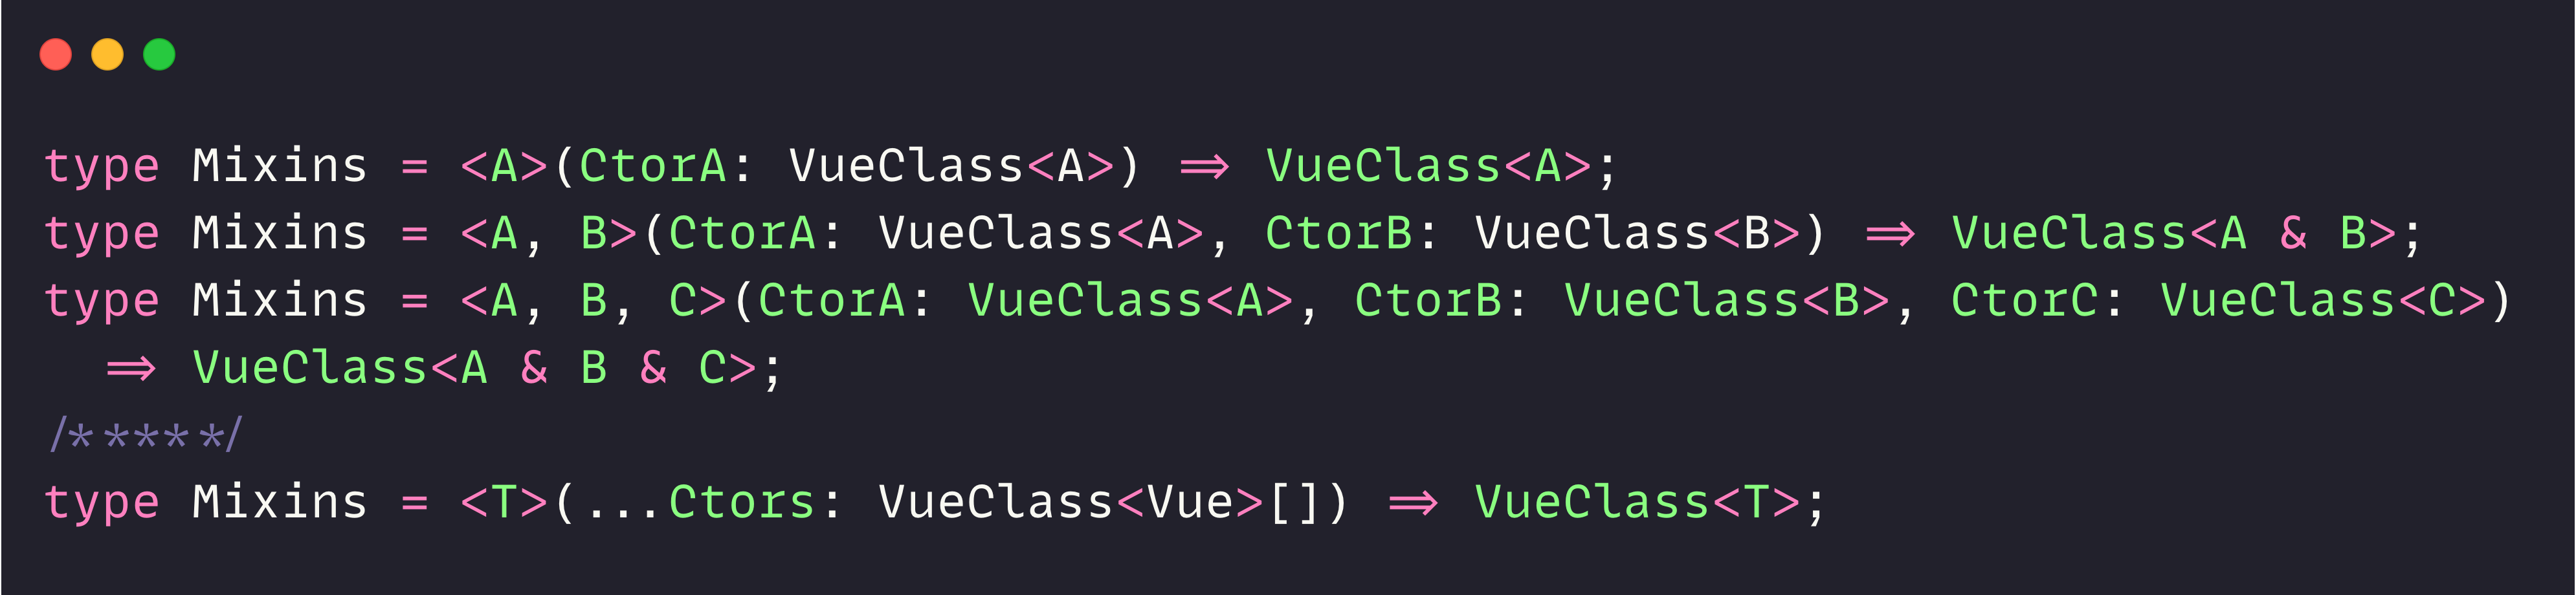 type Mixins = <A>(CtorA: VueClass<A>) => VueClass<A>;
type Mixins = <A, B>(CtorA: VueClass<A>, CtorB: VueClass<B>) => VueClass<A & B>;
type Mixins = <A, B, C>(CtorA: VueClass<A>, CtorB: VueClass<B>, CtorC: VueClass<C>)
  => VueClass<A & B & C>;
/*****/
type Mixins = <T>(...Ctors: VueClass<Vue>[]) => VueClass<T>;